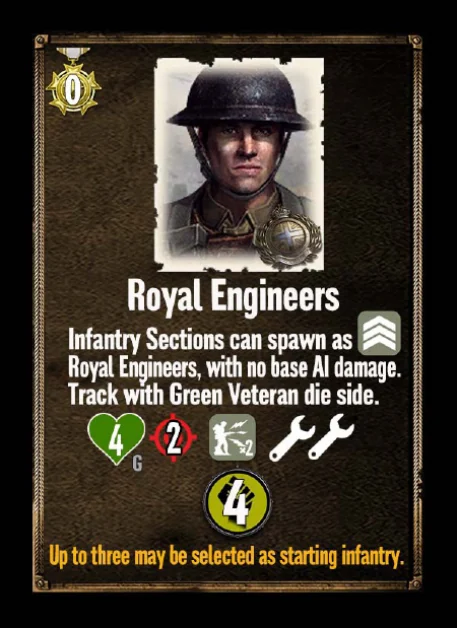 0
Royal Engineers
Infantry Sections can spawn as
Royal Engineers, with no base AI damage.
Track with Green Veteran die side.
4 G 2 x2
4
Up to three may be selected as starting infantry.